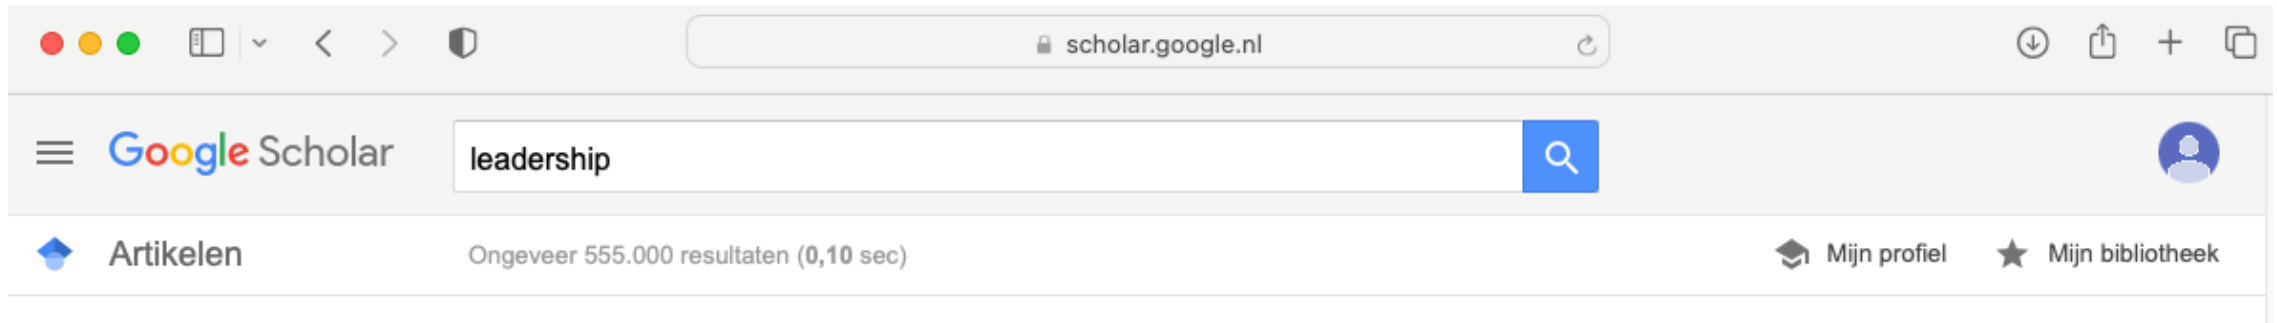 scholar.google.nl
Google Scholar
leadership
Artikelen
Ongeveer 555.000 resultaten (0,10 sec)
Mijn profiel
Mijn bibliotheek